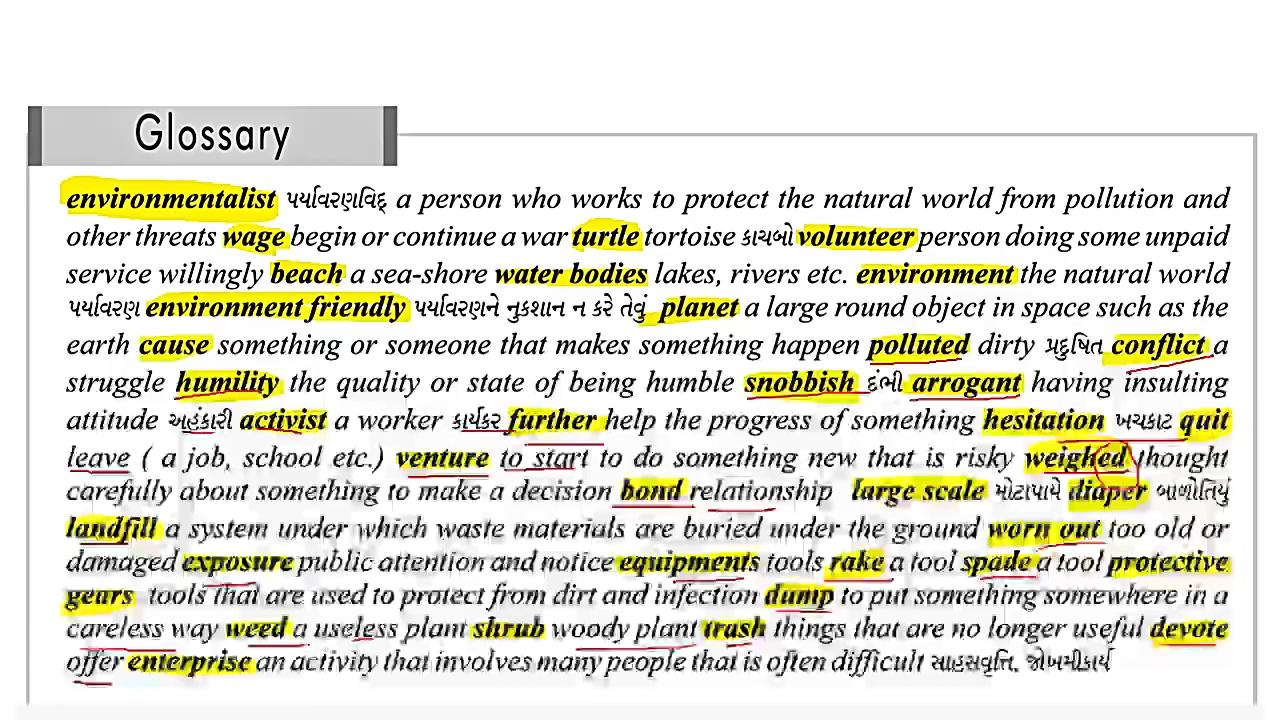 Glossary
environmentalist પર્યાવરણવિદ્ a person who works to protect the natural world from pollution and
other threats wage begin or continue a war turtle tortoise કાચબો volunteer person doing some unpaid
service willingly beach a sea-shore water bodies lakes, rivers etc. environment the natural world
પર્યાવરણ environment friendly પર્યાવરણને નુકશાન ન કરે તેવું planet a large round object in space such as the
earth cause something or someone that makes something happen polluted dirty પ્રદુષિત conflict a
struggle humility the quality or state of being humble snobbish દંભી arrogant having insulting
attitude અહંકારી activist a worker કાર્યકર further help the progress of something hesitation ખચકાટ quit
leave ( a job, school etc.) venture to start to do something new that is risky weighed thought
carefully about something to make a decision bond relationship large scale મોટાપાયે diaper બાળોતિયું
landfill a system under which waste materials are buried under the ground worn out too old or
damaged exposure public attention and notice equipments tools rake a tool spade a tool protective
gears tools that are used to protect from dirt and infection dump to put something somewhere in a
careless way weed a useless plant shrub woody plant trash things that are no longer useful devote
offer enterprise an activity that involves many people that is often difficult સાહસવૃત્તિ, જોખમીકાર્ય